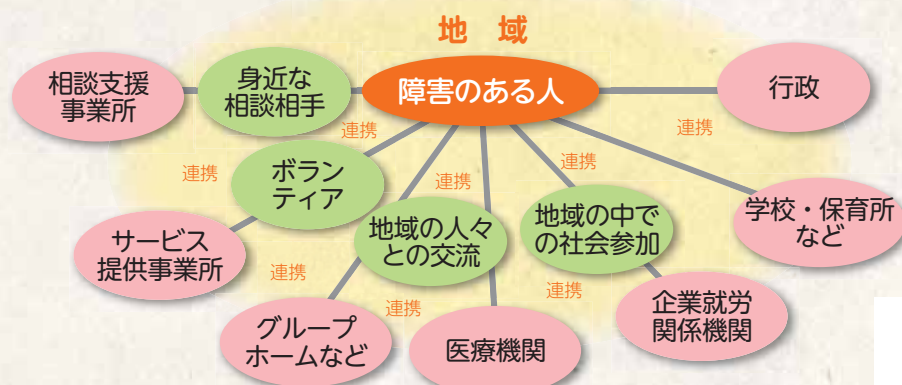 地 域
相談支援
事業所
身近な
相談相手
障害のある人
行政
連携
連携
連携
ボラン
ティア
連携
連携
地域の人々
との交流
地域の中で
の社会参加
学校・保育所
など
サービス
提供事業所
連携
連携
連携
グループ
ホームなど
医療機関
企業就労
関係機関